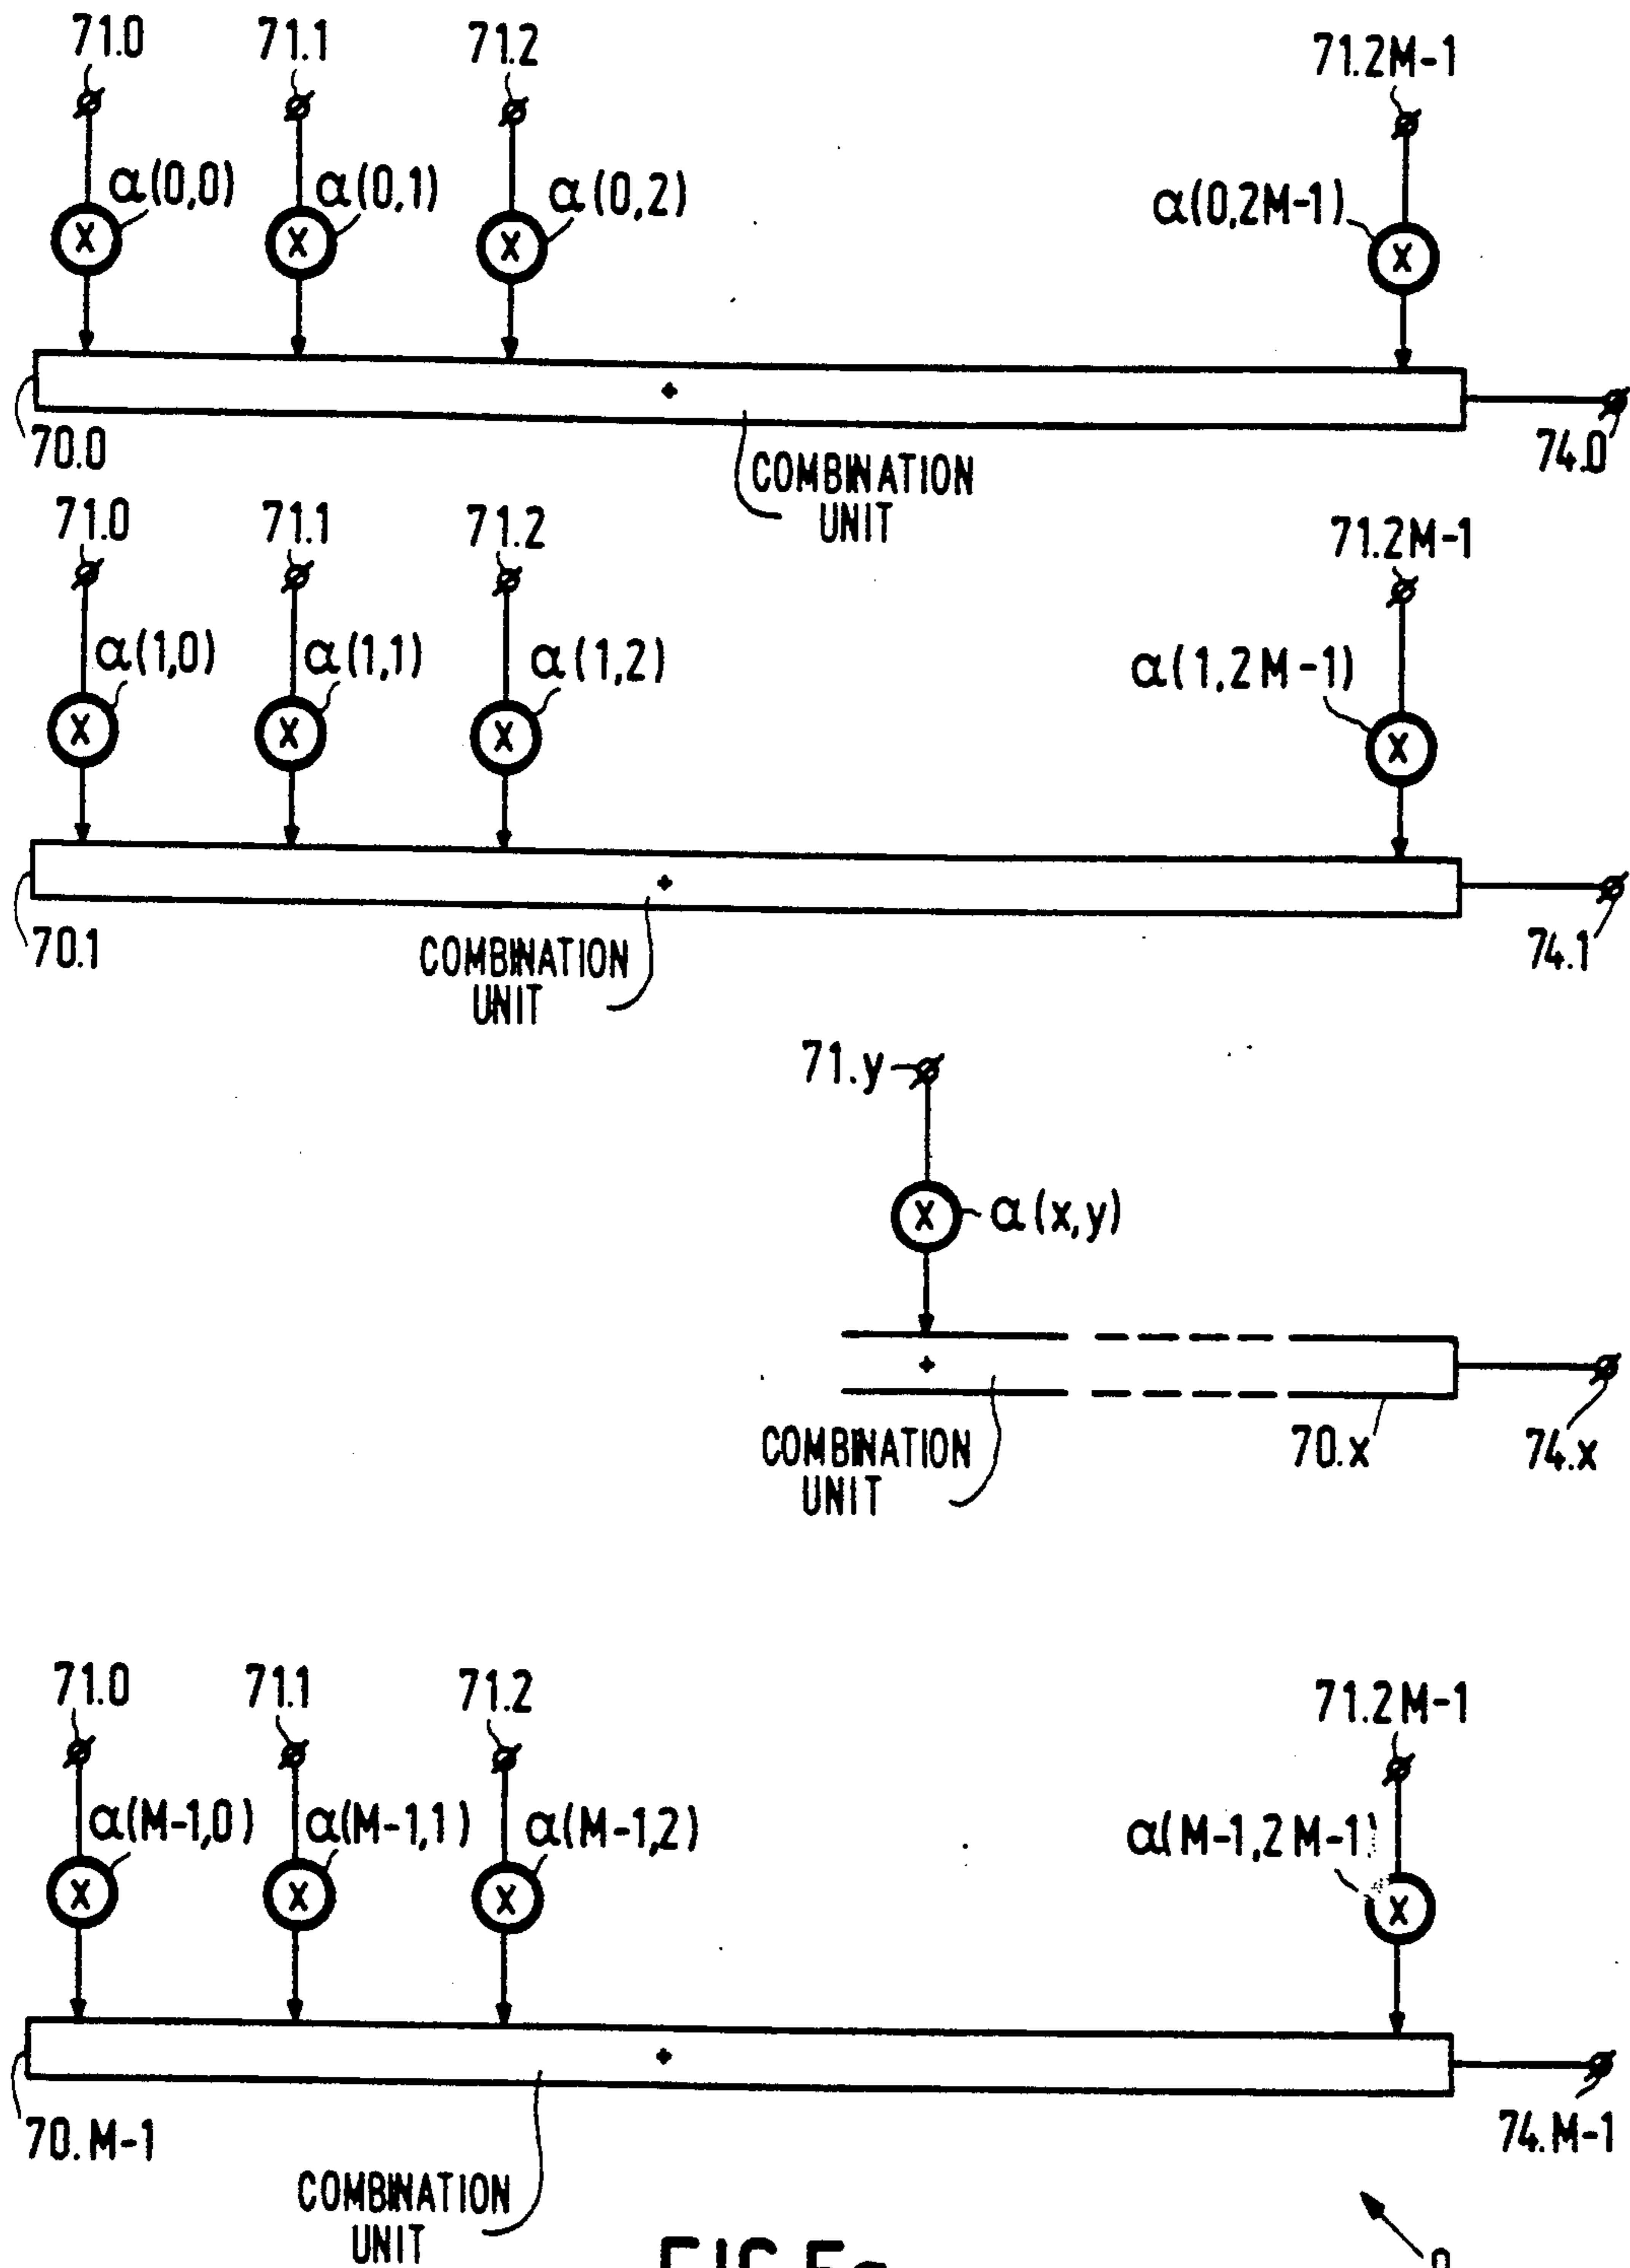 71.0 71.1 71.2 71.2M-1
α(0,0) α(0,1) α(0,2) α(0,2M-1)
X X X X
+
70.0 74.0
COMBINATION
UNIT
71.0 71.1 71.2 71.2M-1
α(1,0) α(1,1) α(1,2) α(1,2M-1)
X X X X
+
70.1 74.1
COMBINATION
UNIT
71.y
X α(x,y)
+
COMBINATION
UNIT
70.x 74.x
71.0 71.1 71.2 71.2M-1
α(M-1,0) α(M-1,1) α(M-1,2) α(M-1,2M-1)
X X X X
+
70.M-1 74.M-1
COMBINATION
UNIT